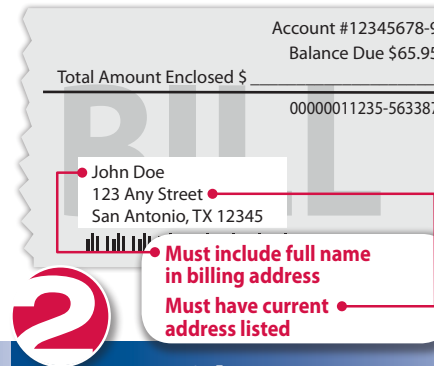 Account #12345678-9
Balance Due $65.95
Total Amount Enclosed $
00000011235-563387
BILL
John Doe
123 Any Street
San Antonio, TX 12345
Must include full name
in billing address
Must have current
address listed
2